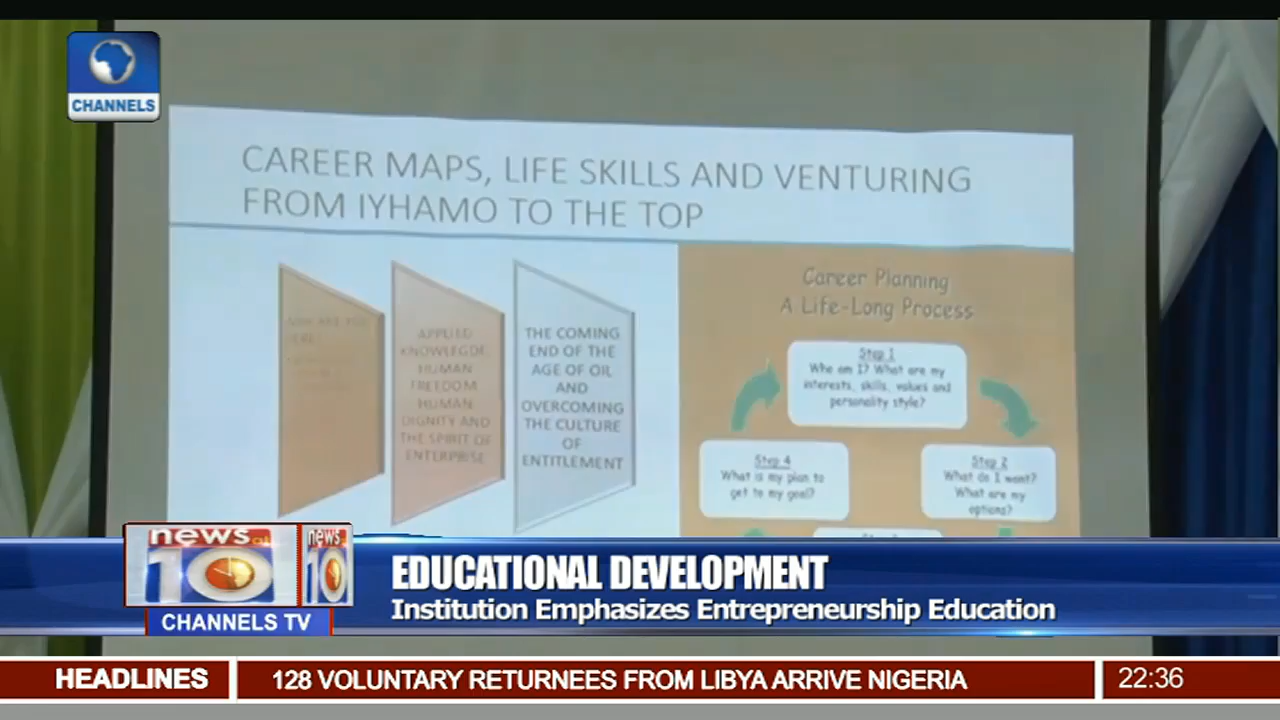 CHANNELS
CAREER MAPS, LIFE SKILLS AND VENTURING
FROM IYHAMO TO THE TOP
APPLIED
KNOWLEGDE,
HUMAN
FREEDOM,
HUMAN
DIGNITY AND
THE SPIRIT OF
ENTERPRISE
THE COMING
END OF THE
AGE OF OIL
AND
OVERCOMING
THE CULTURE
OF
ENTITLEMENT
Career Planning
A Life-Long Process
Step 1
Who am I? What are my
interests, skills, values and
personality style?
Step 2
What do I want?
What are my
options?
Step 4
What is my plan to
get to my goal?
news at
10
news
10
CHANNELS TV
EDUCATIONAL DEVELOPMENT
Institution Emphasizes Entrepreneurship Education
HEADLINES
128 VOLUNTARY RETURNEES FROM LIBYA ARRIVE NIGERIA
22:36